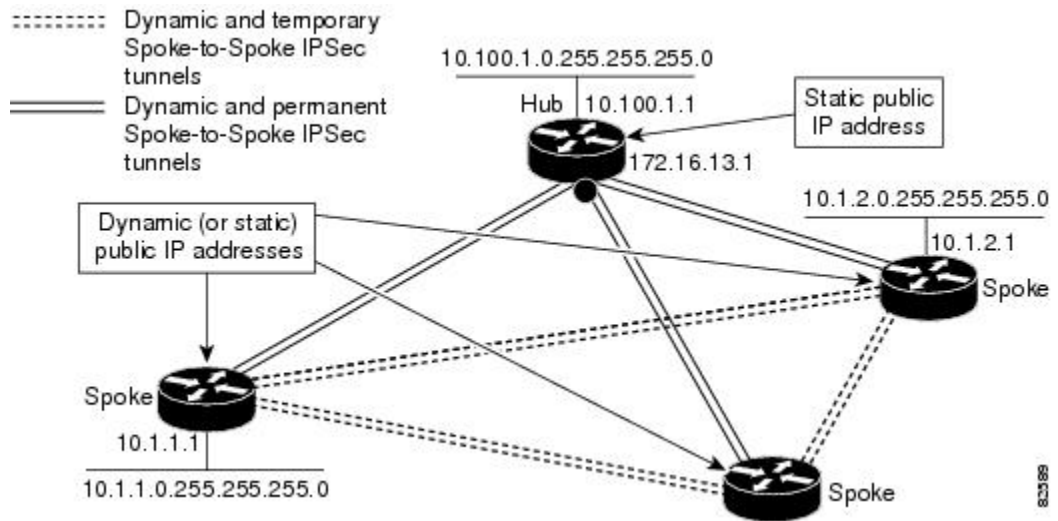 Dynamic and temporary
Spoke-to-Spoke IPSec
tunnels
Dynamic and permanent
Spoke-to-Spoke IPSec
tunnels
10.100.1.0.255.255.255.0
Hub
10.100.1.1
Static public
IP address
172.16.13.1
Dynamic (or static)
public IP addresses
10.1.2.0.255.255.255.0
10.1.2.1
Spoke
Spoke
10.1.1.1
10.1.1.0.255.255.255.0
Spoke
82589